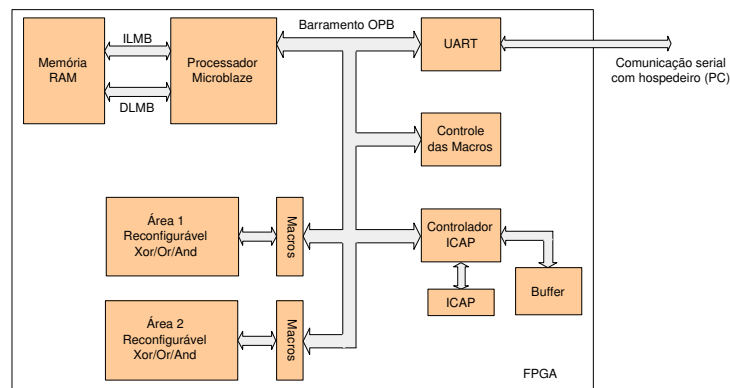 Barramento OPB
ILMB
Memória
RAM
Processador
Microblaze
UART
DLMB
Comunicação serial
com hospedeiro (PC)
Controle
das Macros
Área 1
Reconfigurável
Xor/Or/And
Macros
Controlador
ICAP
ICAP
Buffer
Área 2
Reconfigurável
Xor/Or/And
Macros
FPGA